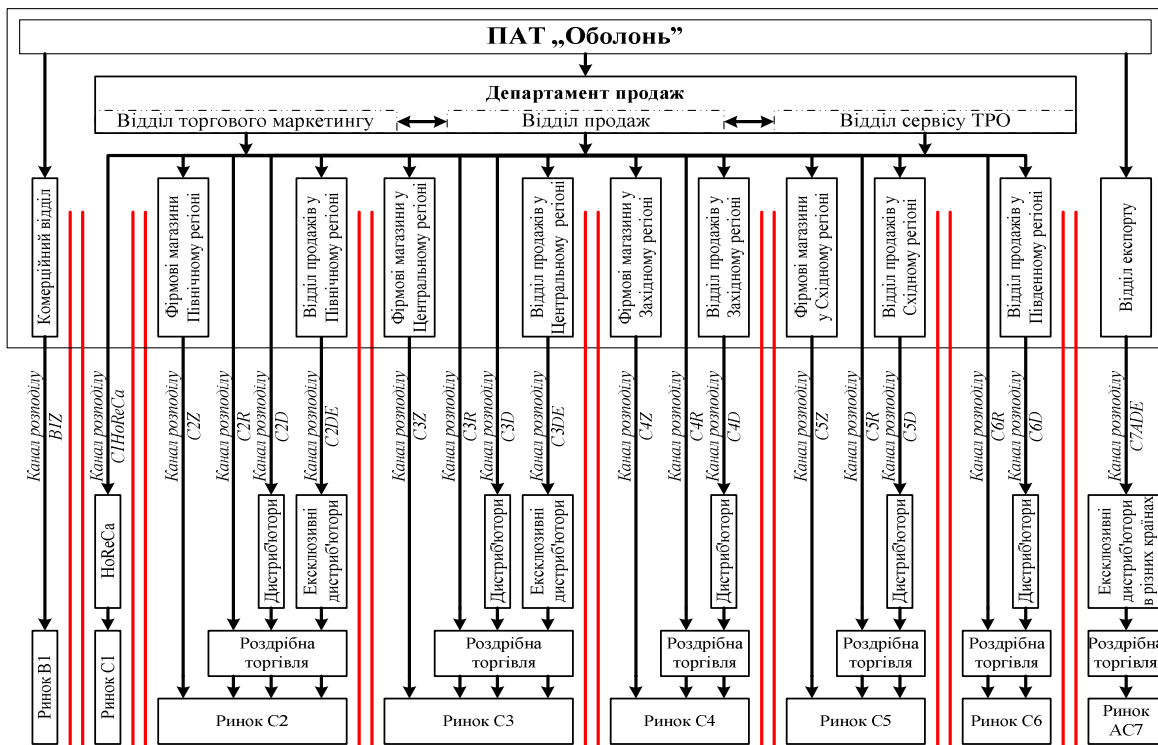 ПАТ „Оболонь”
Департамент продаж
Відділ торгового маркетингу
Відділ продаж
Відділ сервісу ТРО
Комерційний відділ
Фірмові магазини
Північному регіоні
Відділ продажів у
Північному регіоні
Фірмові магазини у
Центральному регіоні
Відділ продажів у
Центральному регіоні
Фірмові магазини у
Західному регіоні
Відділ продажів у
Західному регіоні
Фірмові магазини
у Східному регіоні
Відділ продажів у
Східному регіоні
Відділ продажів у
Південному регіоні
Відділ експорту
Канал розподілу
B1Z
Канал розподілу
C1HoReCa
Канал розподілу
C2Z
Канал розподілу
C2R
Канал розподілу
C2D
Канал розподілу
C2DE
Канал розподілу
C3Z
Канал розподілу
C3R
Канал розподілу
C3D
Канал розподілу
C3DE
Канал розподілу
C4Z
Канал розподілу
C4R
Канал розподілу
C4D
Канал розподілу
C5Z
Канал розподілу
C5R
Канал розподілу
C5D
Канал розподілу
C6R
Канал розподілу
C6D
Канал розподілу
C7ADE
HoReCa
Дистриб'ютори
Ексклюзивні
дистриб'ютори
Дистриб'ютори
Ексклюзивні
дистриб'ютори
Дистриб'ютори
Дистриб'ютори
Дистриб'ютори
Ексклюзивні
дистриб'ютори
в різних країнах
Роздрібна
торгівля
Роздрібна
торгівля
Роздрібна
торгівля
Роздрібна
торгівля
Роздрібна
торгівля
Роздрібна
торгівля
Ринок B1
Ринок C1
Ринок C2
Ринок C3
Ринок C4
Ринок C5
Ринок C6
Ринок
AC7